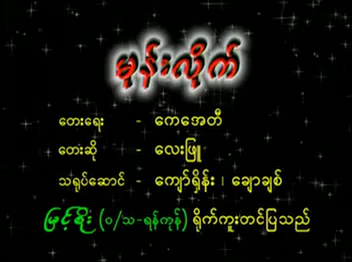 မုန်းလိုက်
တေးရေး - ကေအေတီ
တေးဆို - လေးဖြူ
သရုပ်ဆောင် - ကျော်ရှိန်း ၊ ချောချစ်
မြင့်စိုး (ဝ/သ-ရန်ကုန်) ရိုက်ကူးတင်ပြသည်